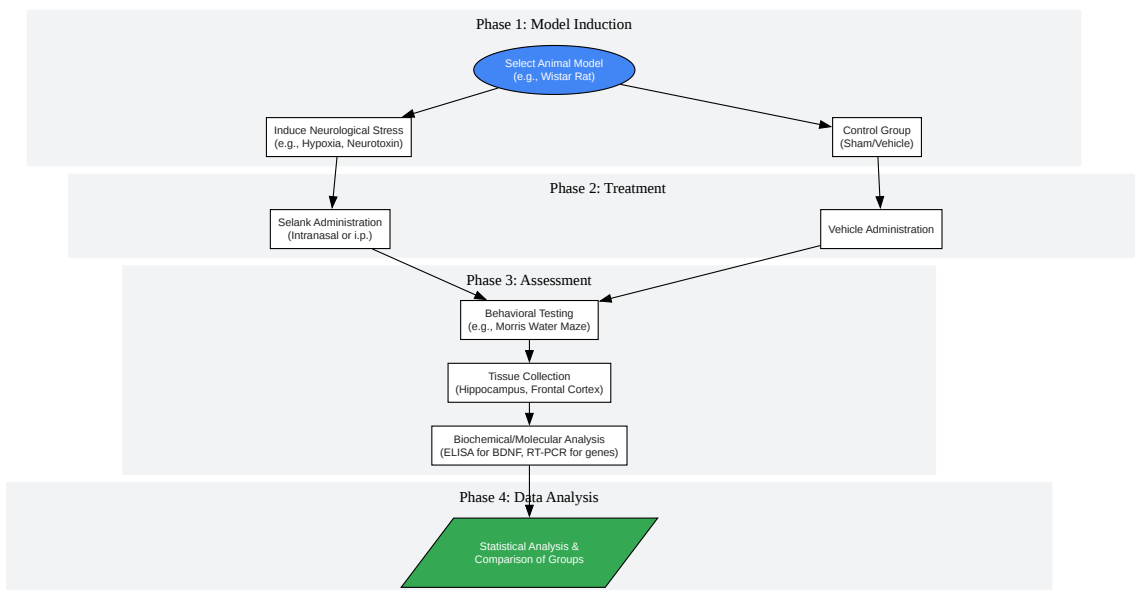 Phase 1: Model Induction
Select Animal Model
(e.g., Wistar Rat)
Induce Neurological Stress
(e.g., Hypoxia, Neurotoxin)
Control Group
(Sham/Vehicle)
Phase 2: Treatment
Selank Administration
(Intranasal or i.p.)
Vehicle Administration
Phase 3: Assessment
Behavioral Testing
(e.g., Morris Water Maze)
Tissue Collection
(Hippocampus, Frontal Cortex)
Biochemical/Molecular Analysis
(ELISA for BDNF, RT-PCR for genes)
Phase 4: Data Analysis
Statistical Analysis &
Comparison of Groups